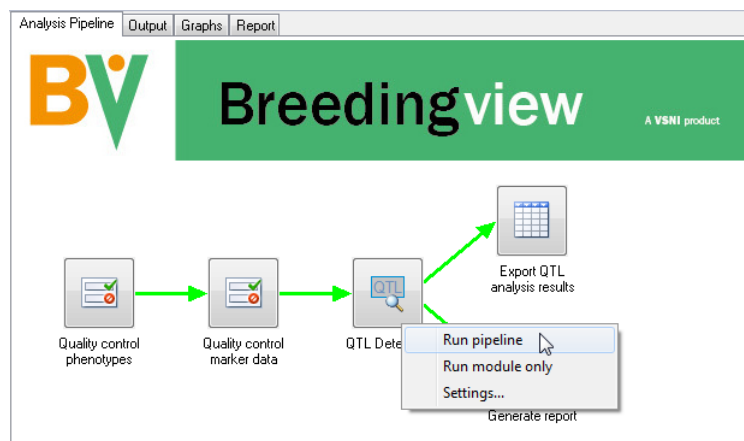 Analysis Pipeline Output Graphs Report
BV
Breedingview
A VSNI product
Export QTL
analysis results
QTL
Quality control
phenotypes
Quality control
marker data
QTL Dete
Run pipeline
Run module only
Settings...
Generate report